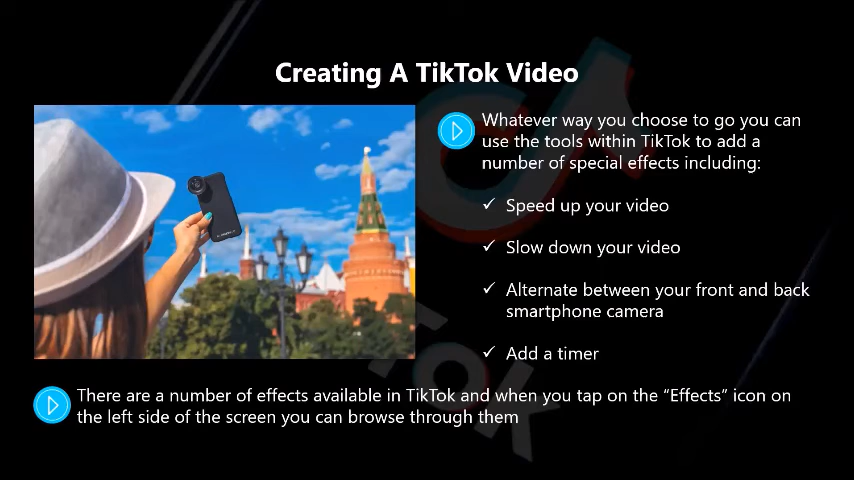 Creating A TikTok Video
Whatever way you choose to go you can
use the tools within TikTok to add a
number of special effects including:
✓ Speed up your video
✓ Slow down your video
✓ Alternate between your front and back
smartphone camera
✓ Add a timer
There are a number of effects available in TikTok and when you tap on the “Effects” icon on
the left side of the screen you can browse through them
Tok